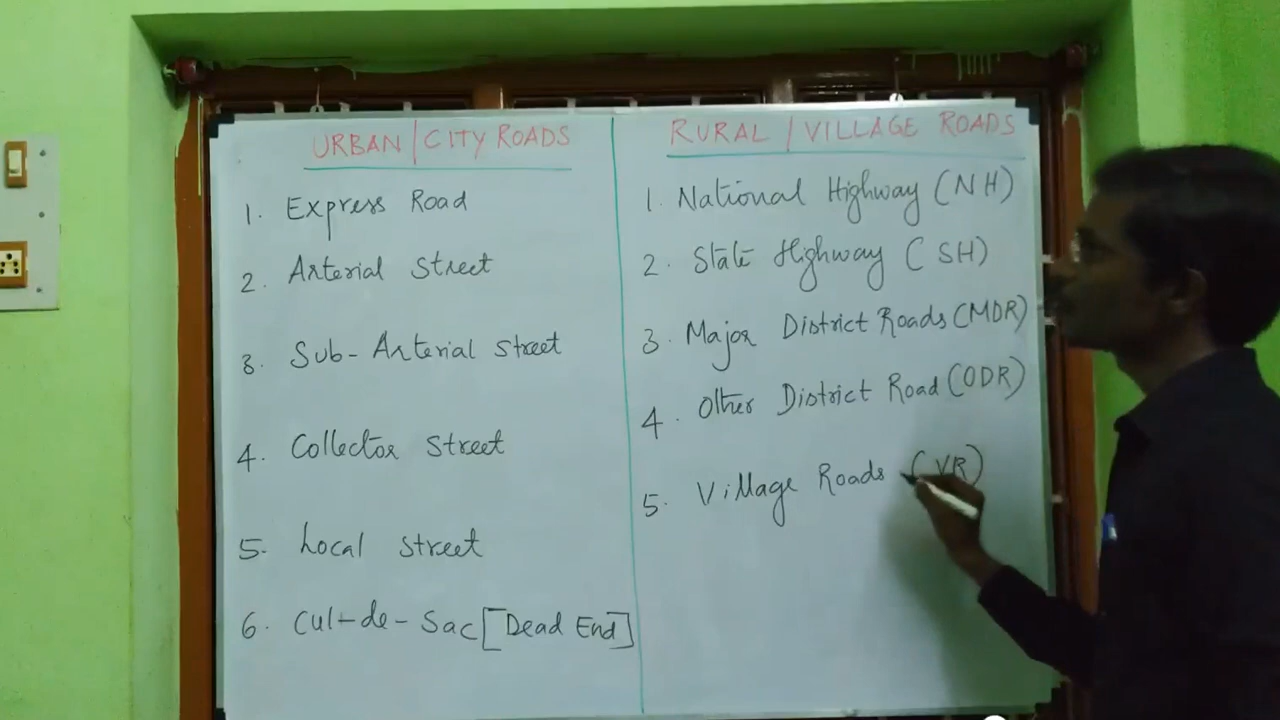 URBAN/CITY ROADS
1. Express Road
2. Arterial Street
3. Sub-Arterial Street
4. Collector Street
5. Local Street
6. Cul-de-Sac [Dead End]
RURAL/VILLAGE ROADS
1. National Highway (NH)
2. State Highway (SH)
3. Major District Roads (MDR)
4. Other District Road (ODR)
5. Village Roads (VR)